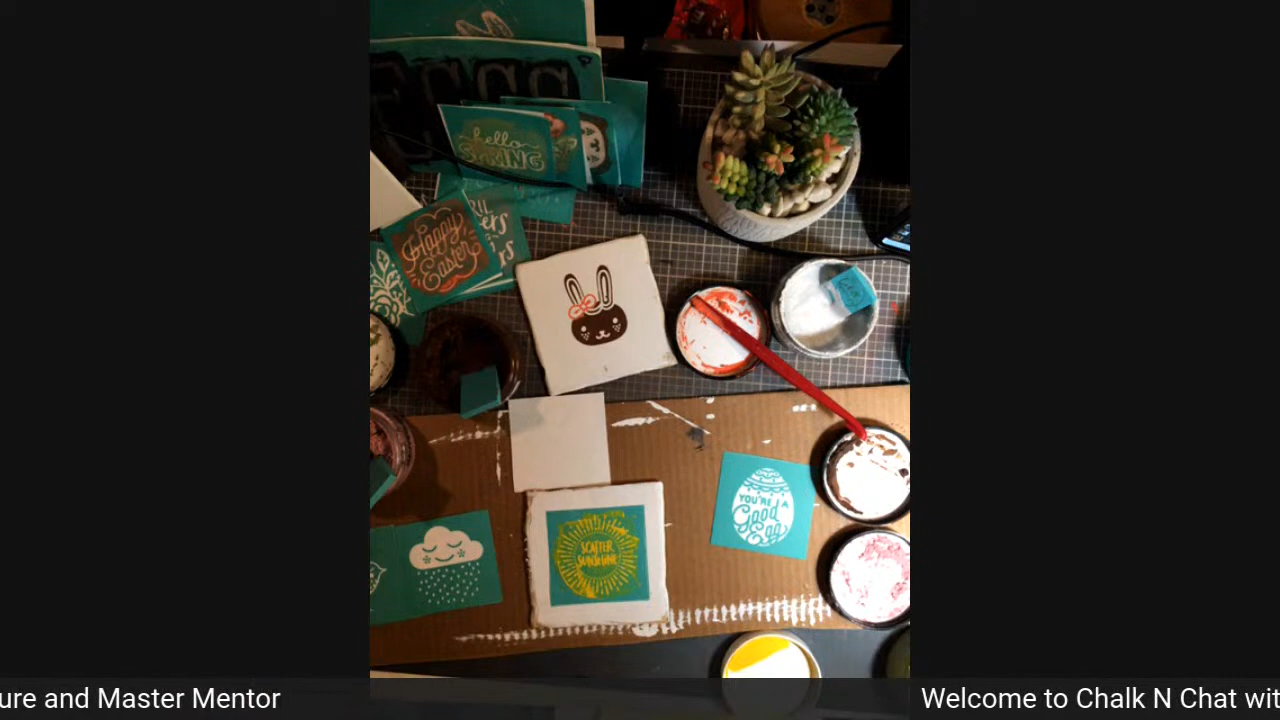 EGGS
hello
SPRING
Happy
Easter
SCATTER
SUNSHINE
YOU'RE A
Good
Egg
ure and Master Mentor
Welcome to Chalk N Chat wit